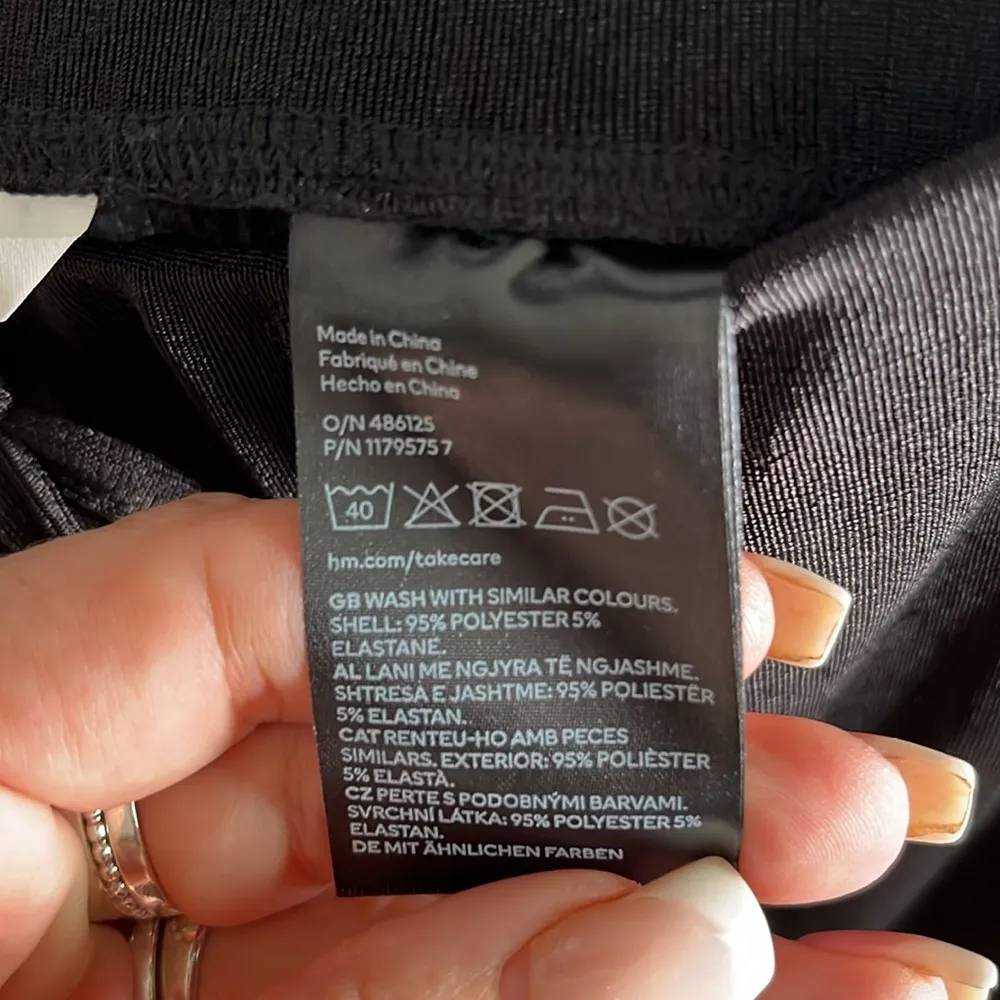 Made in China
Fabriqué en Chine
Hecho en China
O/N 486125
P/N 11795757
40
hm.com/takecare
GB WASH WITH SIMILAR COLOURS.
SHELL: 95% POLYESTER 5%
ELASTANE.
AL LANI ME NGJYRA TË NGJASHME.
SHTRESA E JASHTME: 95% POLIESTËR
5% ELASTAN.
CAT RENTEU-HO AMB PECES
SIMILARS. EXTERIOR: 95% POLIÈSTER
5% ELASTÀ.
CZ PERTE S PODOBNÝMI BARVAMI.
SVRCHNÍ LÁTKA: 95% POLYESTER 5%
ELASTAN.
DE MIT ÄHNLICHEN FARBEN